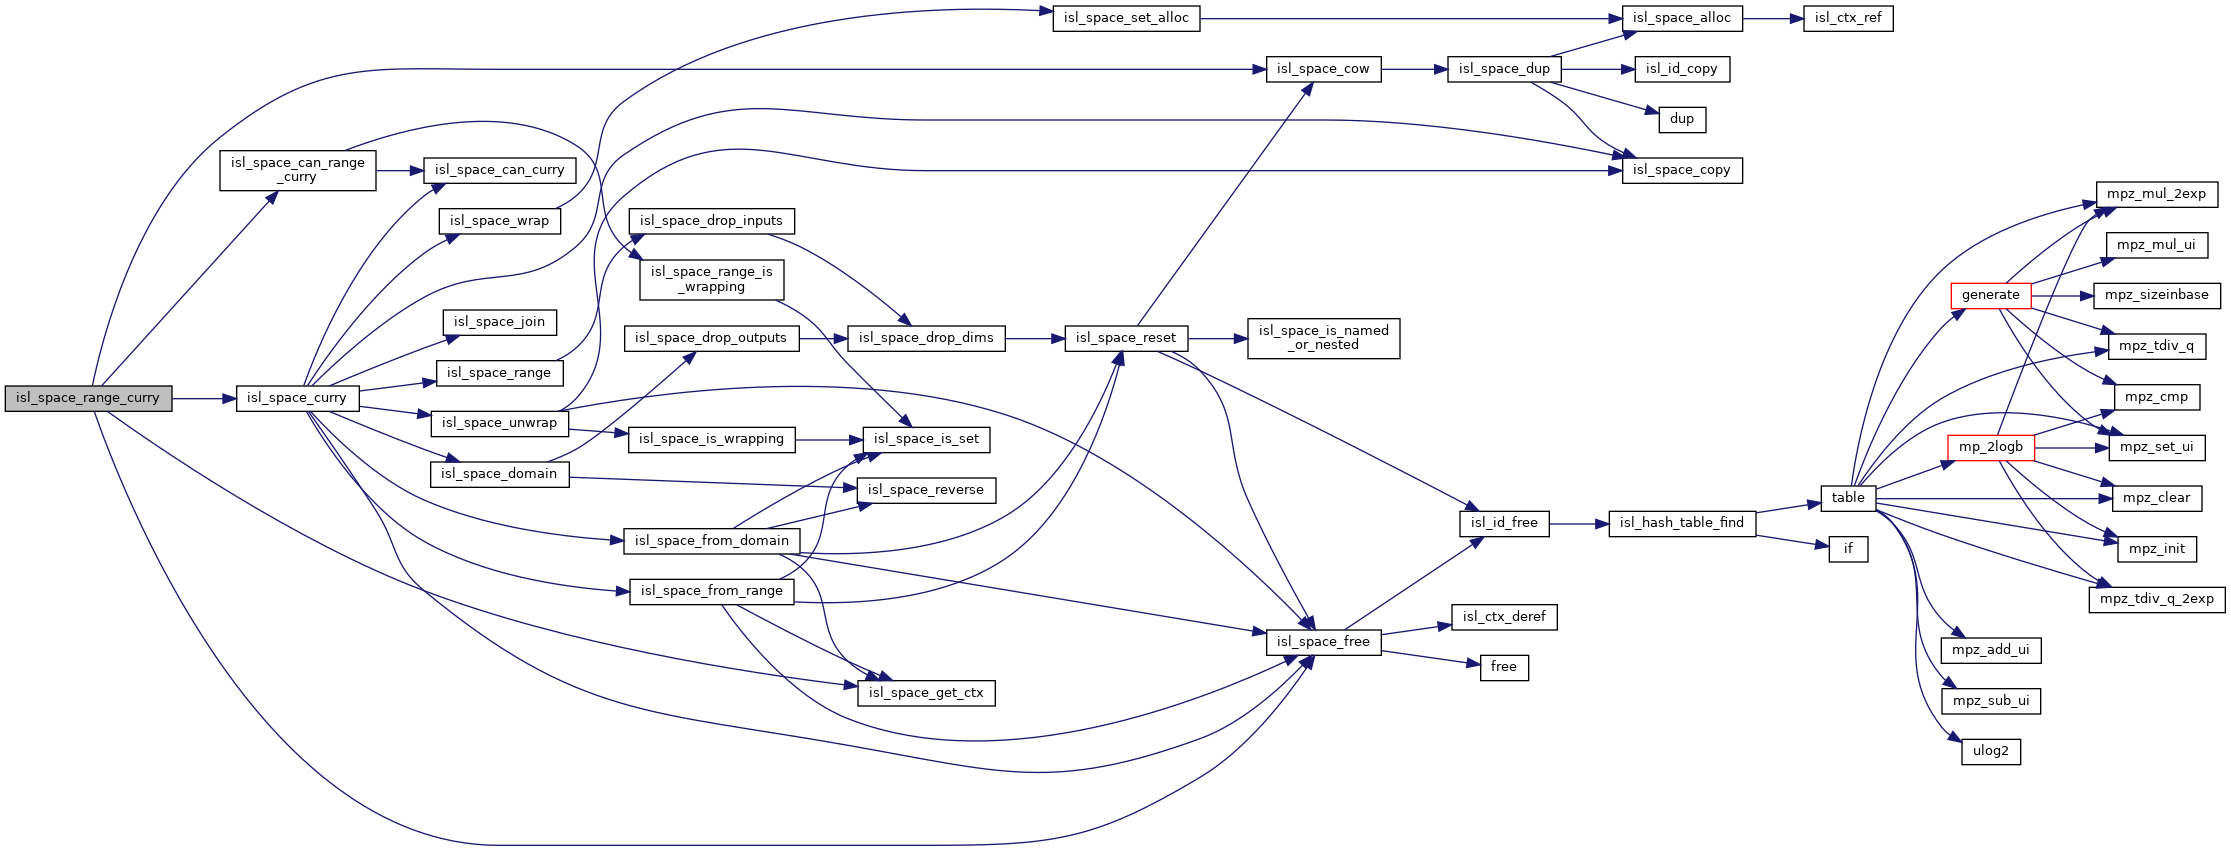 isl_space_range_curry
isl_space_can_range
_curry
isl_space_curry
isl_space_can_curry
isl_space_wrap
isl_space_join
isl_space_range
isl_space_unwrap
isl_space_domain
isl_space_drop_inputs
isl_space_range_is
_wrapping
isl_space_drop_outputs
isl_space_is_wrapping
isl_space_from_domain
isl_space_from_range
isl_space_drop_dims
isl_space_is_set
isl_space_reverse
isl_space_get_ctx
isl_space_set_alloc
isl_space_reset
isl_space_cow
isl_space_is_named
_or_nested
isl_space_free
isl_space_dup
isl_id_free
isl_ctx_deref
free
isl_space_alloc
isl_id_copy
dup
isl_space_copy
isl_hash_table_find
isl_ctx_ref
table
if
generate
mp_2logb
mpz_add_ui
mpz_sub_ui
ulog2
mpz_mul_2exp
mpz_mul_ui
mpz_sizeinbase
mpz_tdiv_q
mpz_cmp
mpz_set_ui
mpz_clear
mpz_init
mpz_tdiv_q_2exp